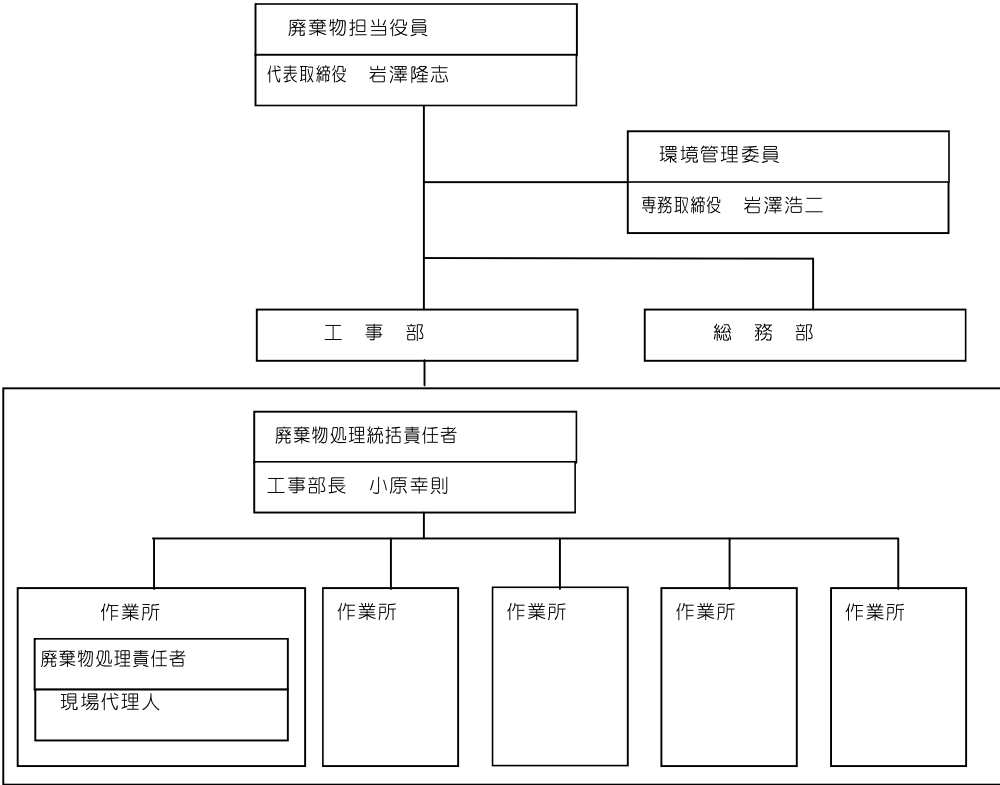 廃棄物担当役員
代表取締役　岩澤隆志
環境管理委員
専務取締役　岩澤浩二
工　事　部
総　務　部
廃棄物処理統括責任者
工事部長　小原幸則
作業所
作業所
作業所
作業所
作業所
廃棄物処理責任者
現場代理人